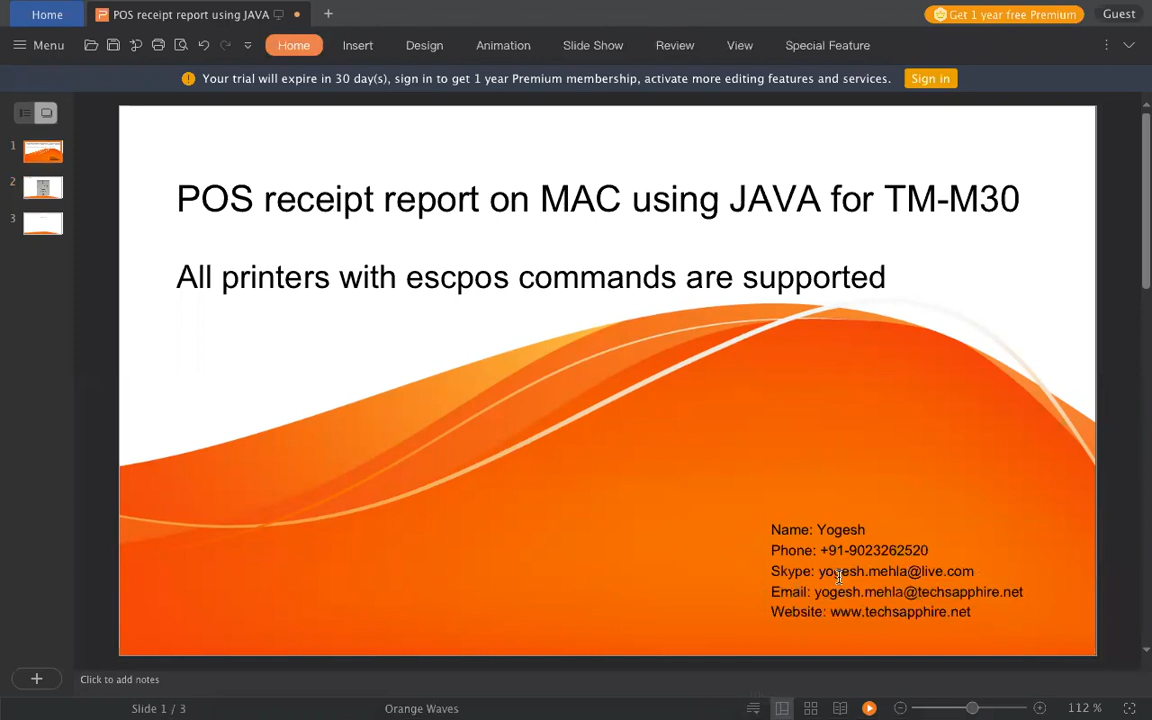 Home
POS receipt report using JAVA
Get 1 year free Premium
Guest
Menu
Home
Insert
Design
Animation
Slide Show
Review
View
Special Feature
Your trial will expire in 30 day(s), sign in to get 1 year Premium membership, activate more editing features and services.
Sign in
1
2
3
POS receipt report on MAC using JAVA for TM-M30
All printers with escpos commands are supported
Name: Yogesh
Phone: +91-9023262520
Skype: yogesh.mehla@live.com
Email: yogesh.mehla@techsapphire.net
Website: www.techsapphire.net
Click to add notes
Slide 1 / 3
Orange Waves
112 %